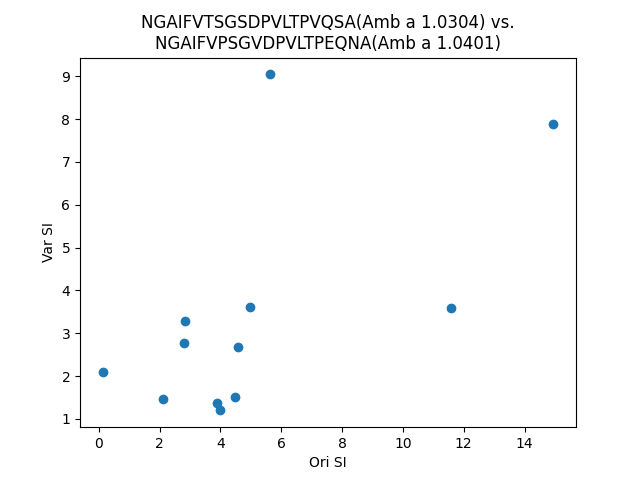 NGAIFVTSGSDPVLTPVQSA(Amb a 1.0304) vs.
NGAIFVPSGVDPVLTPEQNA(Amb a 1.0401)
9
8
7
6
5
4
3
2
1
Var SI
0 2 4 6 8 10 12 14
Ori SI